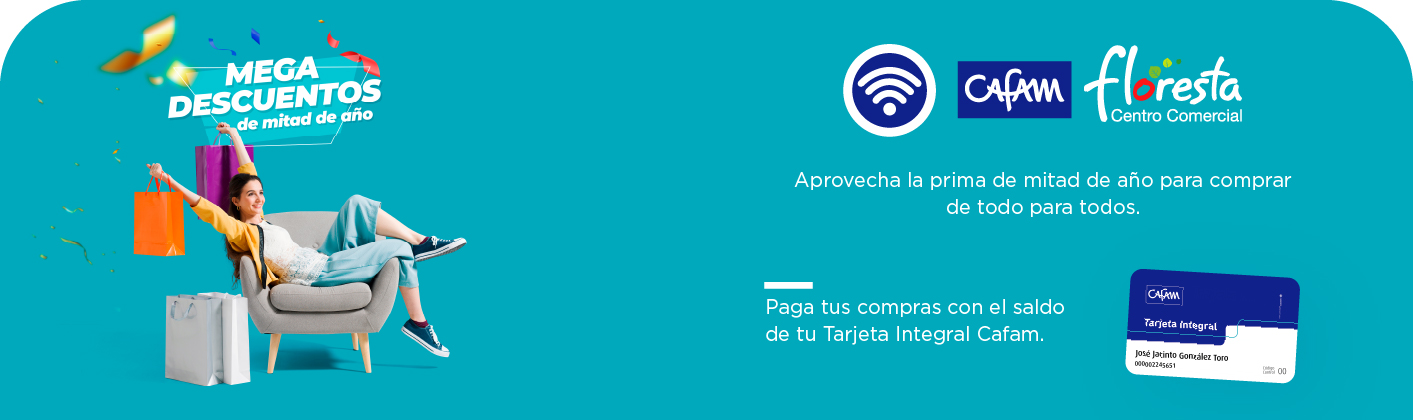 MEGA
DESCUENTOS
de mitad de año
CAFAM
floresta
Centro Comercial
Aprovecha la prima de mitad de año para comprar
de todo para todos.
Paga tus compras con el saldo
de tu Tarjeta Integral Cafam.
CAFAM
Tarjeta Integral
José Jacinto González Toro
000002245651
00